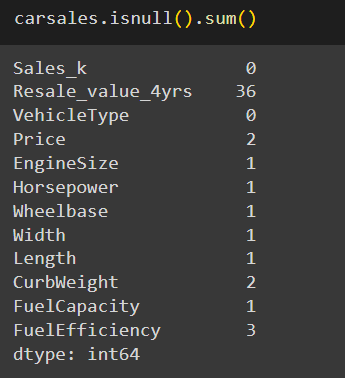 carsales.isnull().sum()
Sales_k 0
Resale_value_4yrs 36
VehicleType 0
Price 2
EngineSize 1
Horsepower 1
Wheelbase 1
Width 1
Length 1
CurbWeight 2
FuelCapacity 1
FuelEfficiency 3
dtype: int64